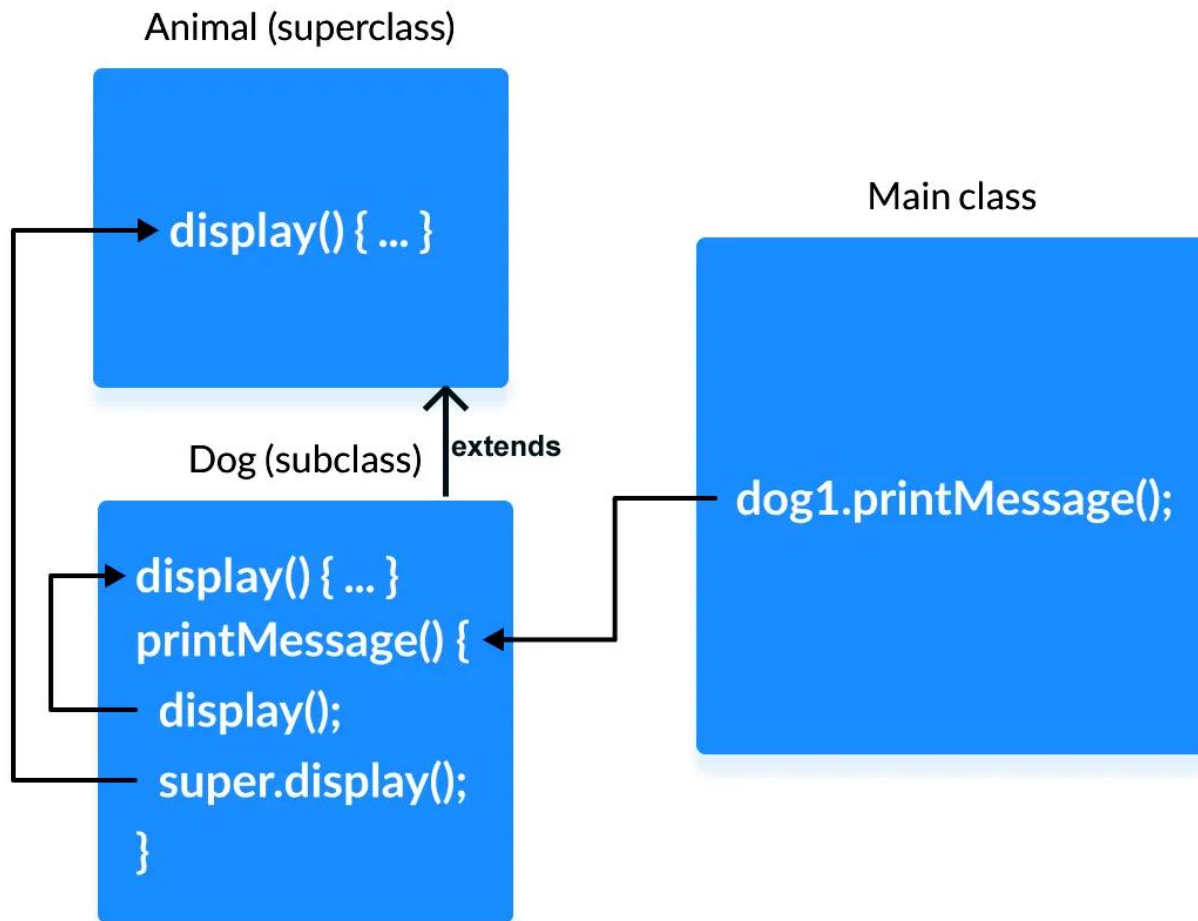 Animal (superclass)
display() { ... }
extends
Dog (subclass)
display() { ... }
printMessage() {
display();
super.display();
}
Main class
dog1.printMessage();